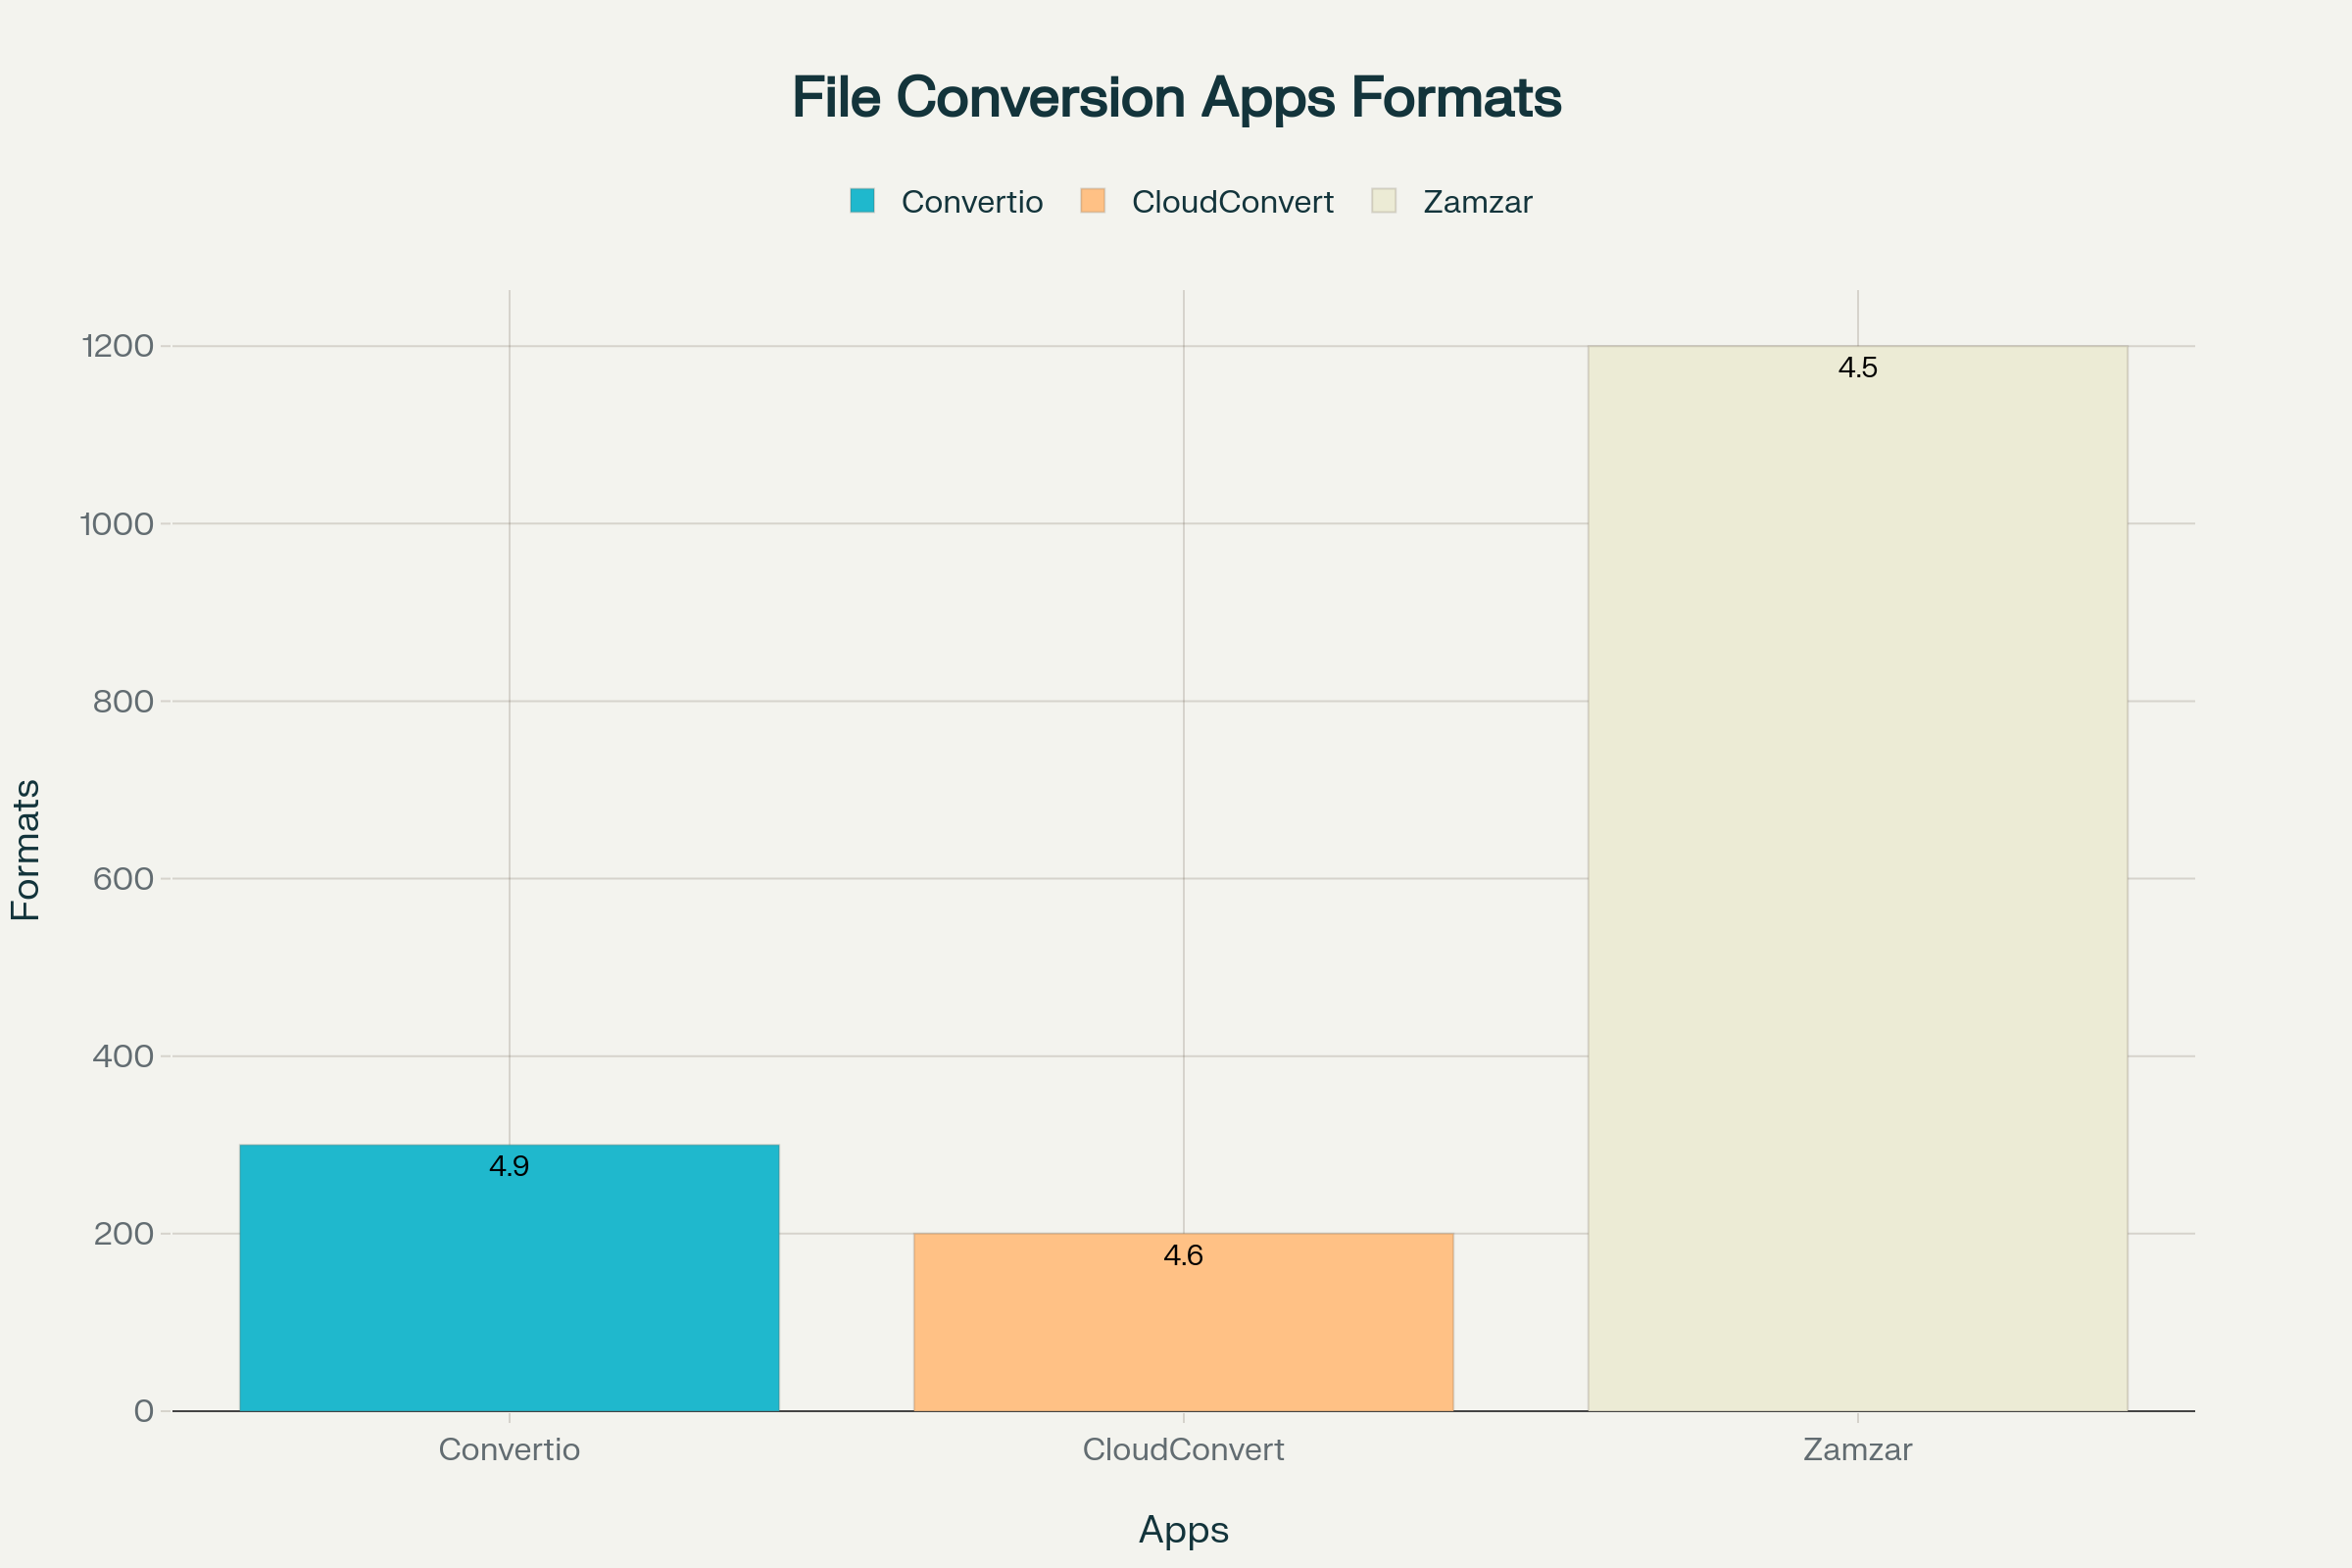 File Conversion Apps Formats
Convertio CloudConvert Zamzar
1200
1000
800
600
400
200
0
Formats
4.9
4.6
4.5
Convertio CloudConvert Zamzar
Apps